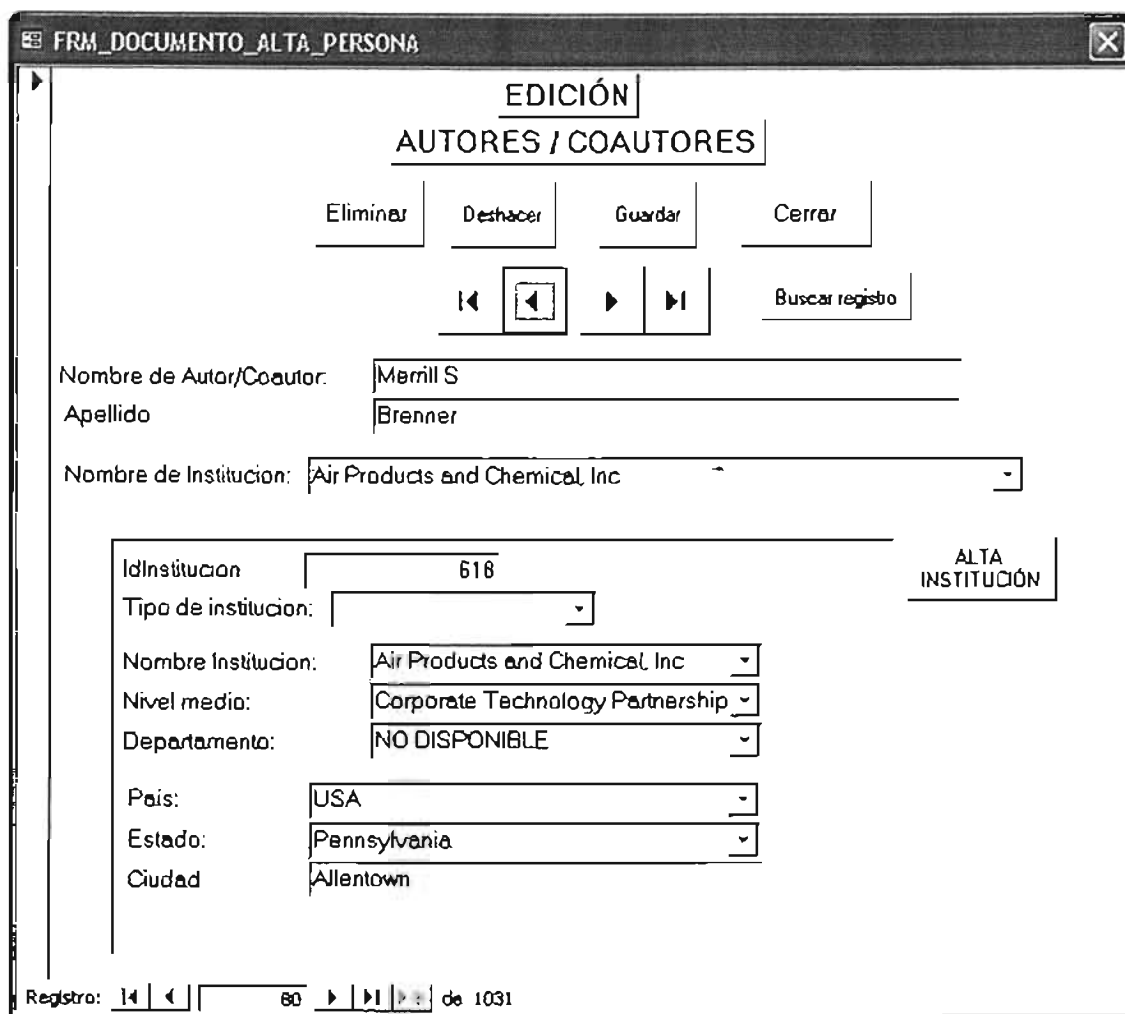 FRM_DOCUMENTO_ALTA_PERSONA
EDICIÓN
AUTORES / COAUTORES
Eliminar Deshacer Guardar Cerrar
Buscar registro
Nombre de Autor/Coautor: Merrill S
Apellido Brenner
Nombre de Institucion: Air Products and Chemical, Inc
ALTA
IdInstitucion 618 INSTITUCIÓN
Tipo de institucion:
Nombre Institucion: Air Products and Chemical, Inc
Nivel medio: Corporate Technology Partnership
Departamento: NO DISPONIBLE
País: USA
Estado: Pennsylvania
Ciudad Allentown
Registro: 60 de 1031